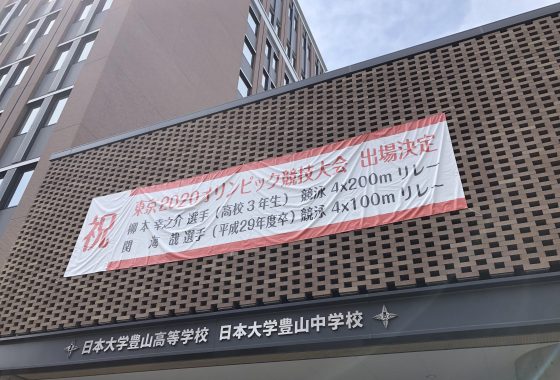 祝
東京2020オリンピック競技大会 出場決定
柳本幸之介 選手（高校3年生） 競泳 4x200m リレー
関 海哉 選手（平成29年度卒）競泳 4x100m リレー
日本大学豊山高等学校 日本大学豊山中学校